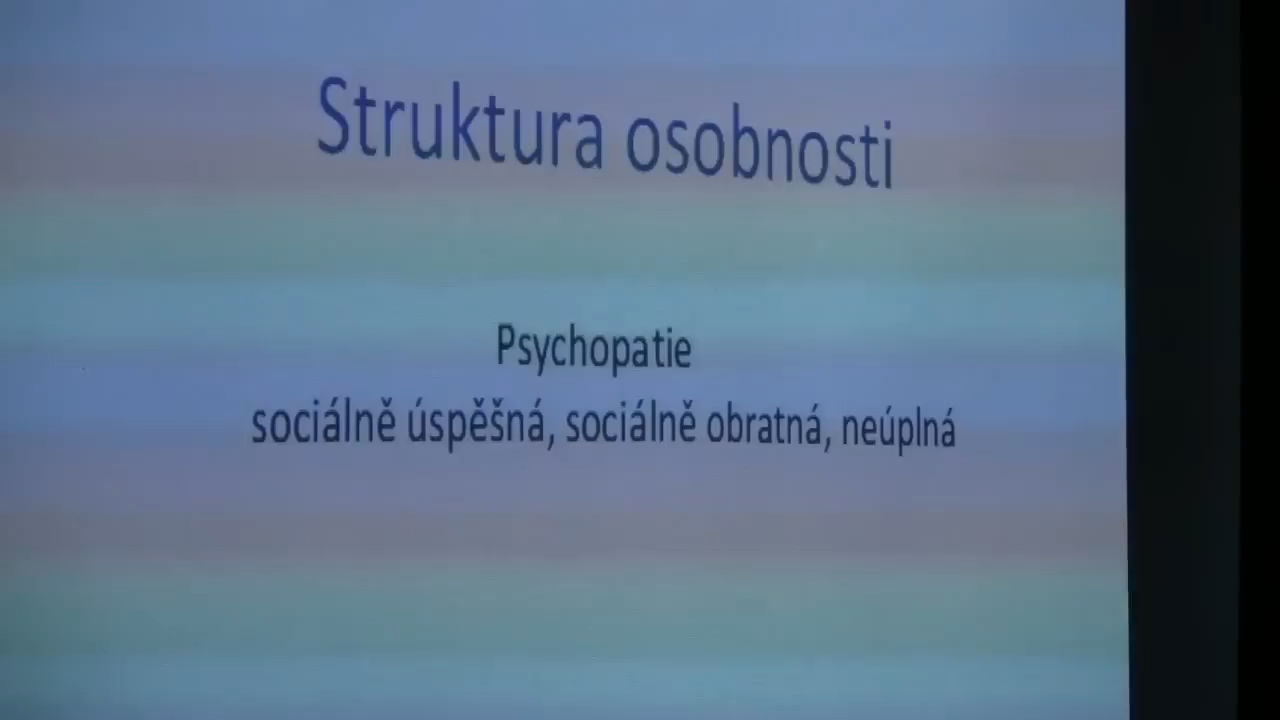 Struktura osobnosti
Psychopatie
sociálně úspěšná, sociálně obratná, neúplná